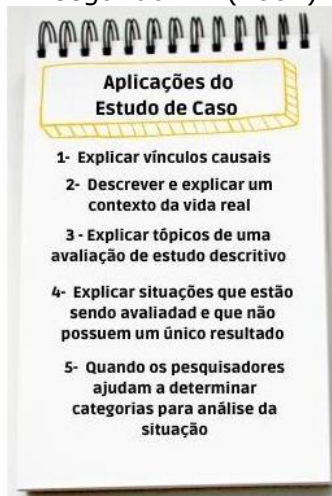 Aplicações do
Estudo de Caso
1- Explicar vínculos causais
2- Descrever e explicar um
contexto da vida real
3 - Explicar tópicos de uma
avaliação de estudo descritivo
4- Explicar situações que estão
sendo avaliadad e que não
possuem um único resultado
5- Quando os pesquisadores
ajudam a determinar
categorias para análise da
situação